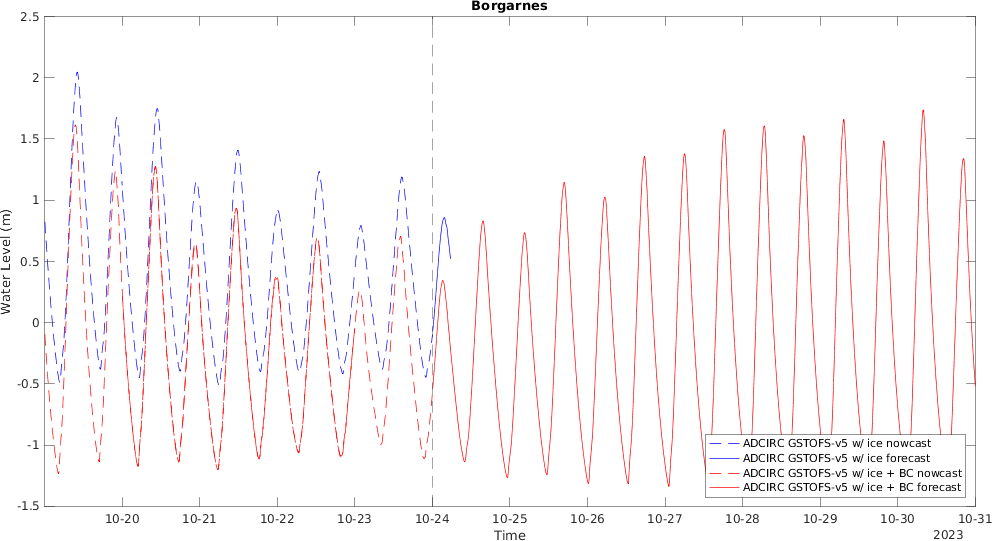 Borgarnes
2.5
2
1.5
1
0.5
0
-0.5
-1
-1.5
Water Level (m)
ADCIRC GSTOFS-v5 w/ ice nowcast
ADCIRC GSTOFS-v5 w/ ice forecast
ADCIRC GSTOFS-v5 w/ ice + BC nowcast
ADCIRC GSTOFS-v5 w/ ice + BC forecast
10-20 10-21 10-22 10-23 10-24 10-25 10-26 10-27 10-28 10-29 10-30 10-31
Time
2023